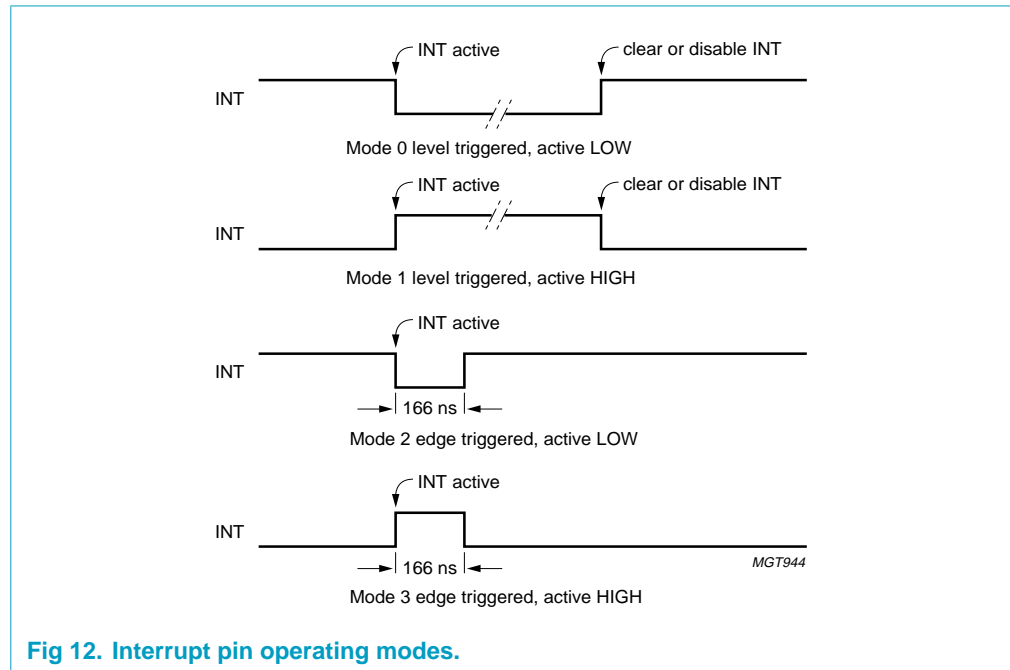 INT active
clear or disable INT
INT
Mode 0 level triggered, active LOW
INT active
clear or disable INT
INT
Mode 1 level triggered, active HIGH
INT active
INT
166 ns
Mode 2 edge triggered, active LOW
INT active
INT
166 ns
MGT944
Mode 3 edge triggered, active HIGH
Fig 12. Interrupt pin operating modes.